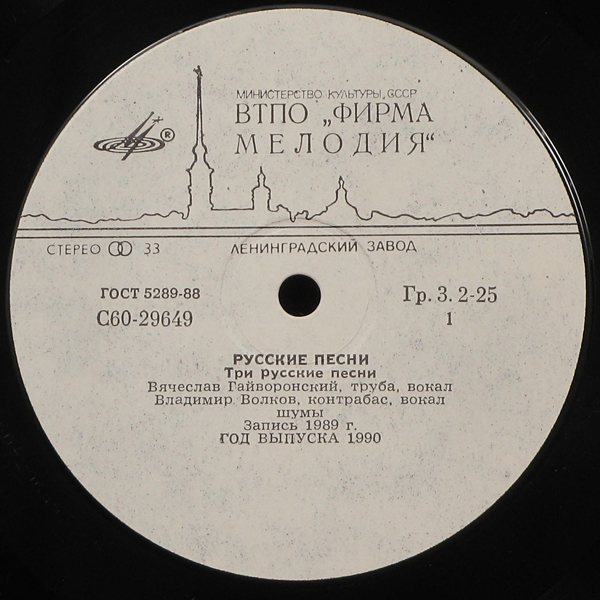 МИНИСТЕРСТВО КУЛЬТУРЫ СССР
ВТПО „ФИРМА
МЕЛОДИЯ“
®
СТЕРЕО 33
ЛЕНИНГРАДСКИЙ ЗАВОД
ГОСТ 5289-88
Гр. 3. 2-25
С60-29649
1
РУССКИЕ ПЕСНИ
Три русские песни
Вячеслав Гайворонский, труба, вокал
Владимир Волков, контрабас, вокал
шумы
Запись 1989 г.
ГОД ВЫПУСКА 1990